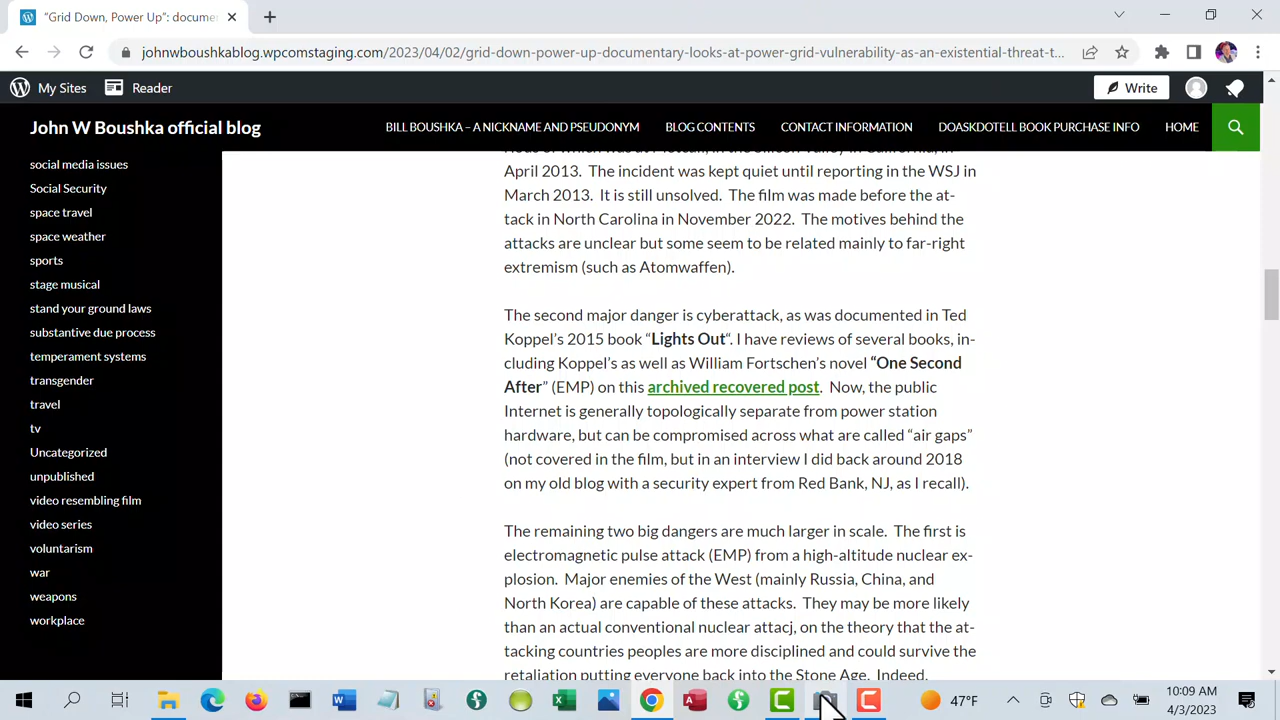 "Grid Down, Power Up": docume
johnwboushkablog.wpcomstaging.com/2023/04/02/grid-down-power-up-documentary-looks-at-power-grid-vulnerability-as-an-existential-threat-t...
My Sites
Reader
Write
John W Boushka official blog
BILL BOUSHKA – A NICKNAME AND PSEUDONYM
BLOG CONTENTS
CONTACT INFORMATION
DOASKDOTELL BOOK PURCHASE INFO
HOME
social media issues
Social Security
space travel
space weather
sports
stage musical
stand your ground laws
substantive due process
temperament systems
transgender
travel
tv
Uncategorized
unpublished
video resembling film
video series
voluntarism
war
weapons
workplace
April 2013.  The incident was kept quiet until reporting in the WSJ in
March 2013.  It is still unsolved.  The film was made before the at-
tack in North Carolina in November 2022.  The motives behind the
attacks are unclear but some seem to be related mainly to far-right
extremism (such as Atomwaffen).
The second major danger is cyberattack, as was documented in Ted
Koppel's 2015 book “Lights Out“. I have reviews of several books, in-
cluding Koppel's as well as William Fortschen's novel “One Second
After” (EMP) on this archived recovered post.  Now, the public
Internet is generally topologically separate from power station
hardware, but can be compromised across what are called “air gaps”
(not covered in the film, but in an interview I did back around 2018
on my old blog with a security expert from Red Bank, NJ, as I recall).
The remaining two big dangers are much larger in scale.  The first is
electromagnetic pulse attack (EMP) from a high-altitude nuclear ex-
plosion.  Major enemies of the West (mainly Russia, China, and
North Korea) are capable of these attacks.  They may be more likely
than an actual conventional nuclear attacj, on the theory that the at-
tacking countries peoples are more disciplined and could survive the
retaliation putting everyone back into the Stone Age.  Indeed,
47°F
10:09 AM
4/3/2023